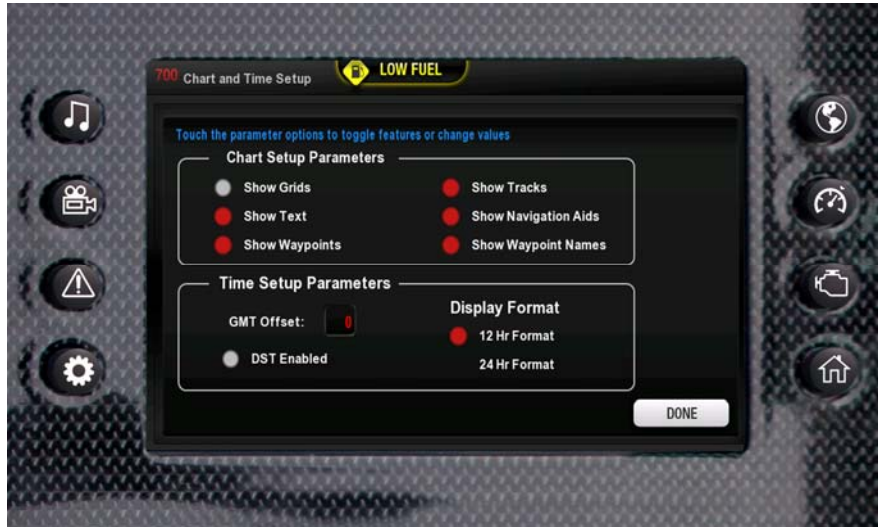 700 Chart and Time Setup
LOW FUEL
Touch the parameter options to toggle features or change values
Chart Setup Parameters
Show Grids
Show Tracks
Show Text
Show Navigation Aids
Show Waypoints
Show Waypoint Names
Time Setup Parameters
GMT Offset: 0
Display Format
12 Hr Format
DST Enabled
24 Hr Format
DONE